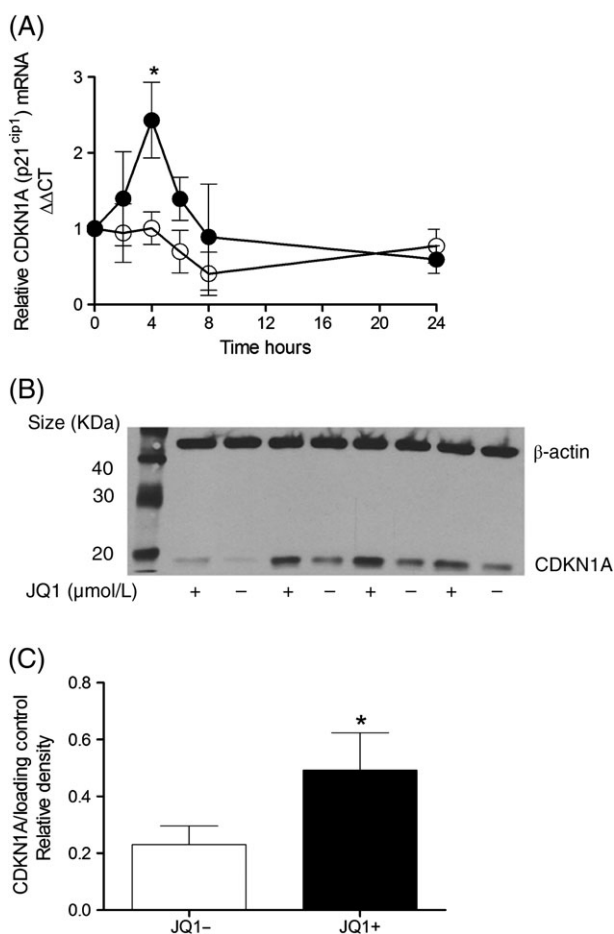 (A)
Relative CDKN1A (p21cip1) mRNA
ΔΔCT
3
*
2
1
0
0 4 8 12 16 20 24
Time hours
(B)
Size (KDa)
40
30
20
β-actin
CDKN1A
JQ1 (μmol/L) + – + – + – + –
(C)
CDKN1A/loading control
Relative density
0.8
0.6
0.4
0.2
0.0
*
JQ1– JQ1+